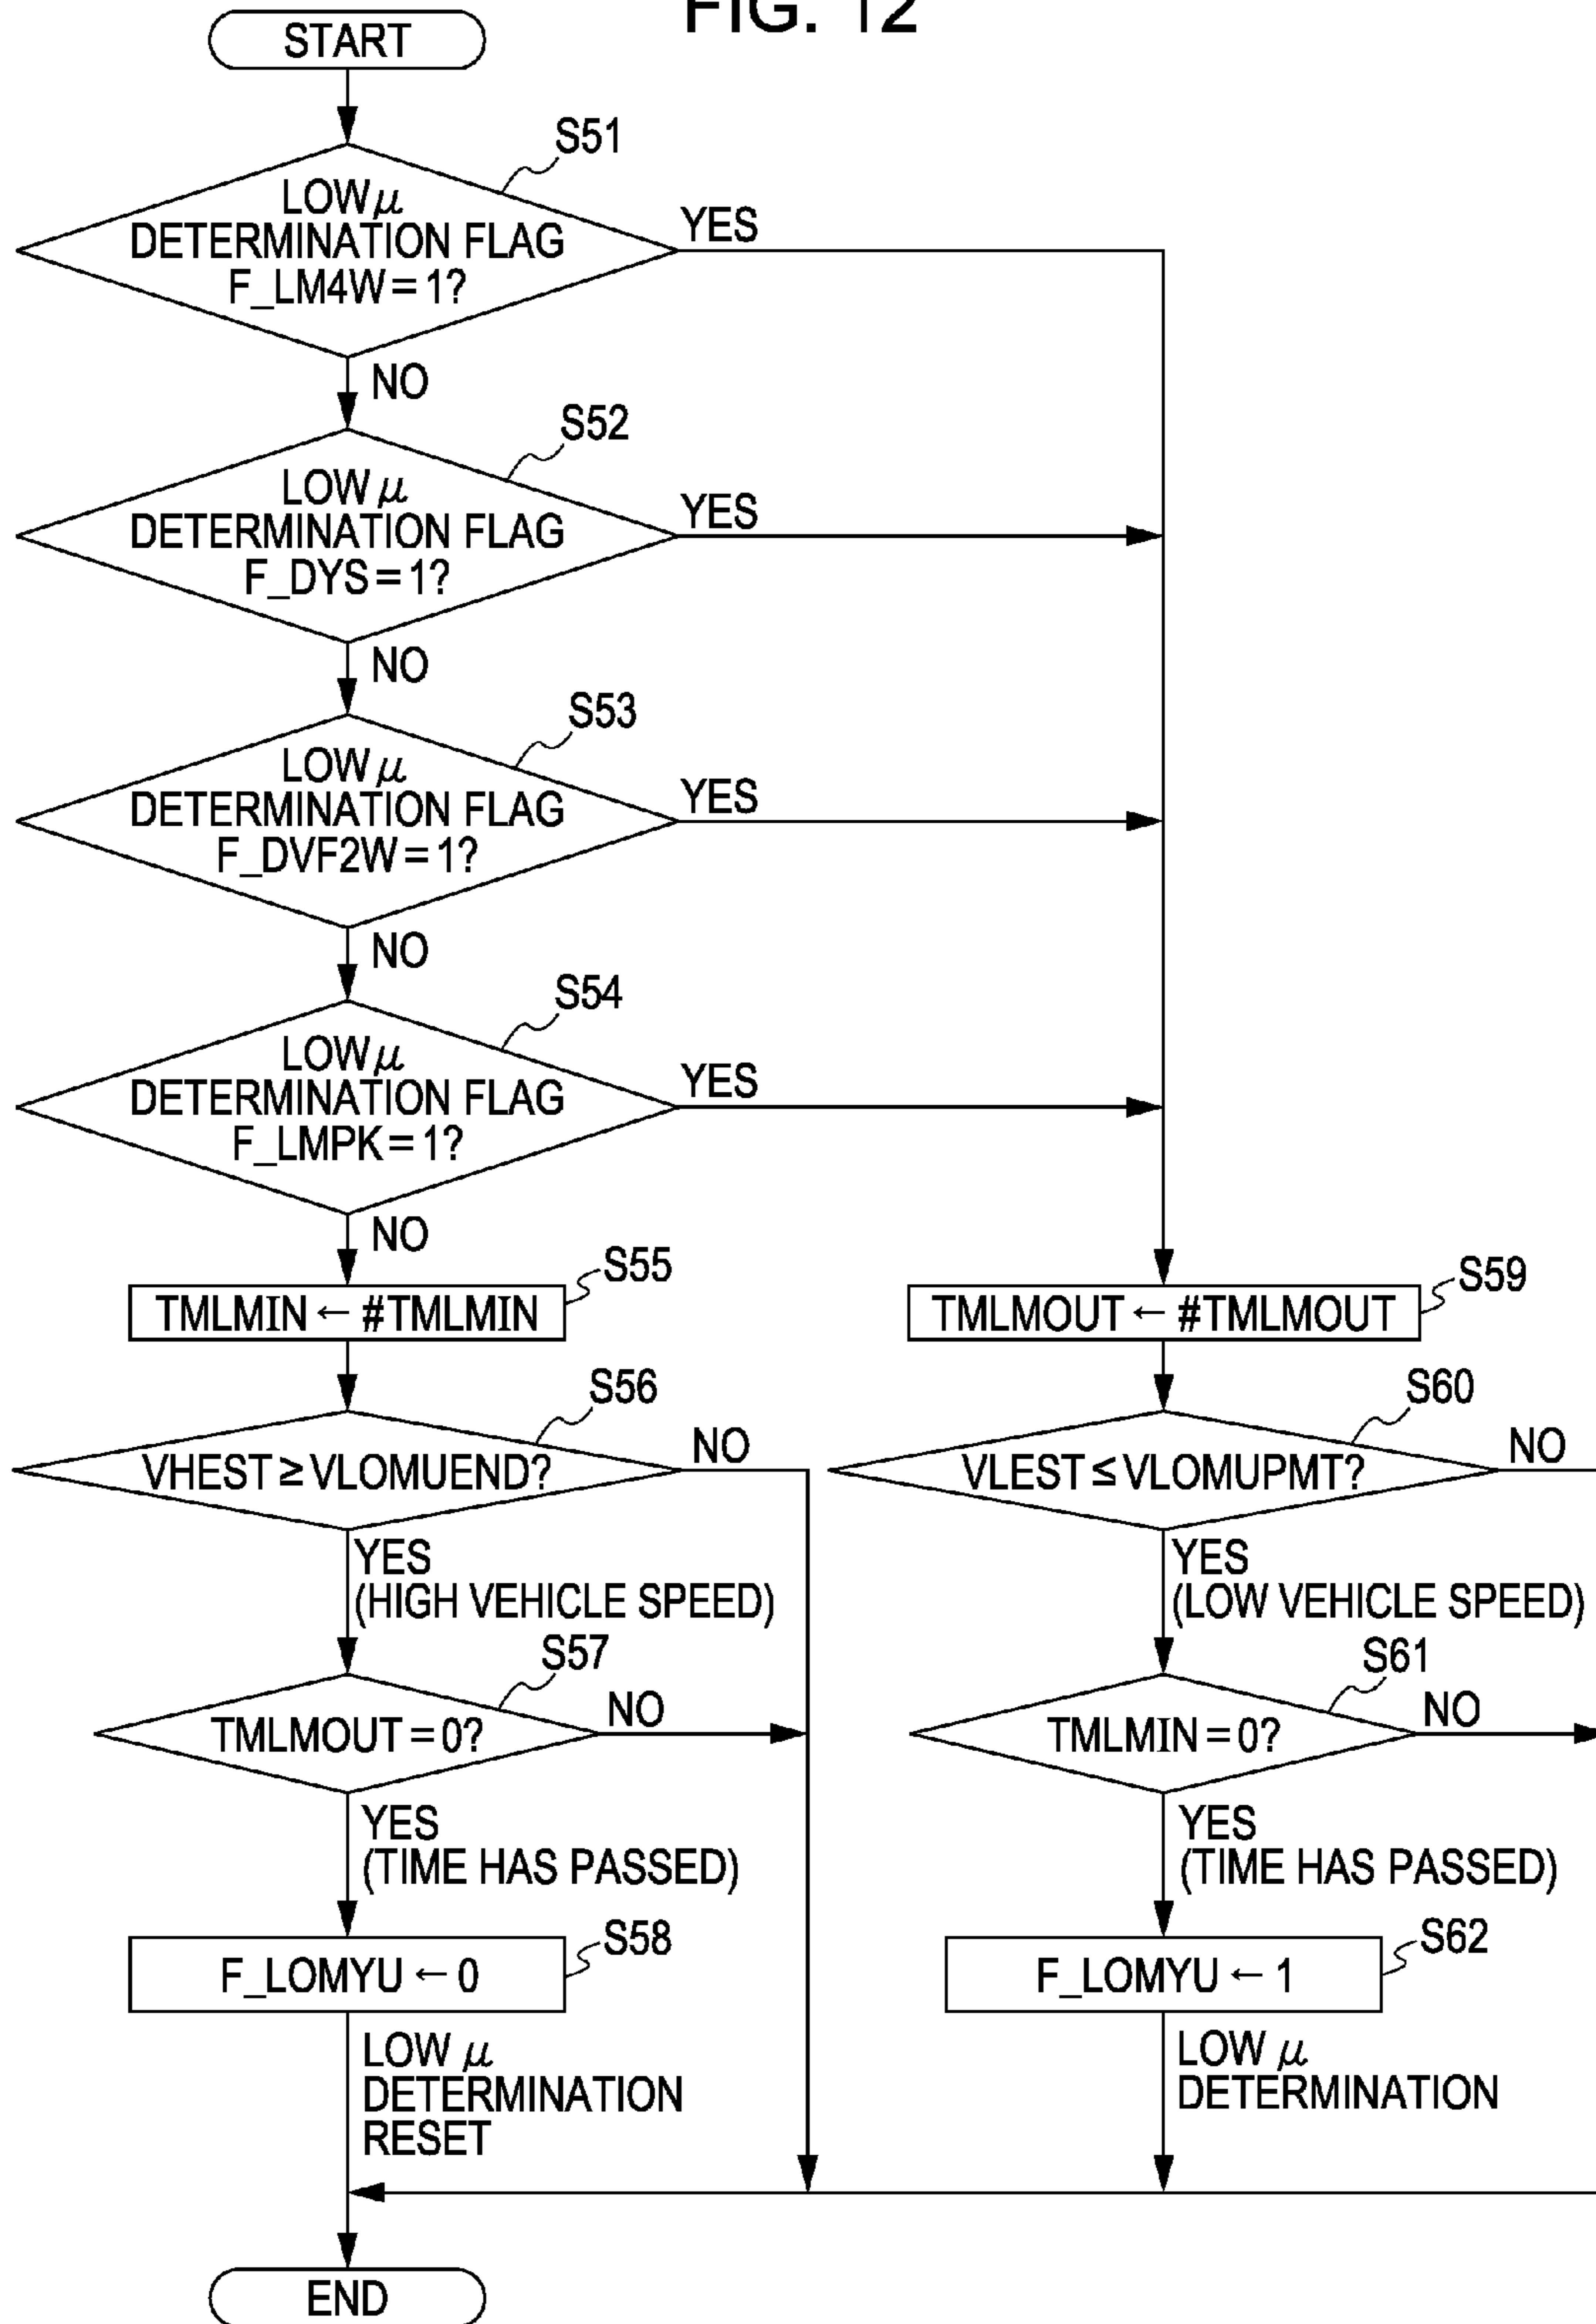 FIG. 12
START
S51
LOW μ
DETERMINATION FLAG
F_LM4W = 1?
YES
NO
S52
LOW μ
DETERMINATION FLAG
F_DYS = 1?
YES
NO
S53
LOW μ
DETERMINATION FLAG
F_DVF2W = 1?
YES
NO
S54
LOW μ
DETERMINATION FLAG
F_LMPK = 1?
YES
NO
S55
TMLMIN ← #TMLMIN
S56
VHEST ≥ VLOMUEND?
NO
YES
(HIGH VEHICLE SPEED)
S57
TMLMOUT = 0?
NO
YES
(TIME HAS PASSED)
S58
F_LOMYU ← 0
LOW μ
DETERMINATION
RESET
S59
TMLMOUT ← #TMLMOUT
S60
VLEST ≤ VLOMUPMT?
NO
YES
(LOW VEHICLE SPEED)
S61
TMLMIN = 0?
NO
YES
(TIME HAS PASSED)
S62
F_LOMYU ← 1
LOW μ
DETERMINATION
END